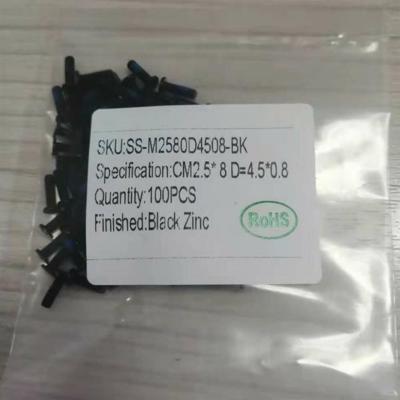 SKU:SS-M2580D4508-BK
Specification:CM2.5* 8 D=4.5*0.8
Quantity:100PCS
Finished:Black Zinc
RoHS